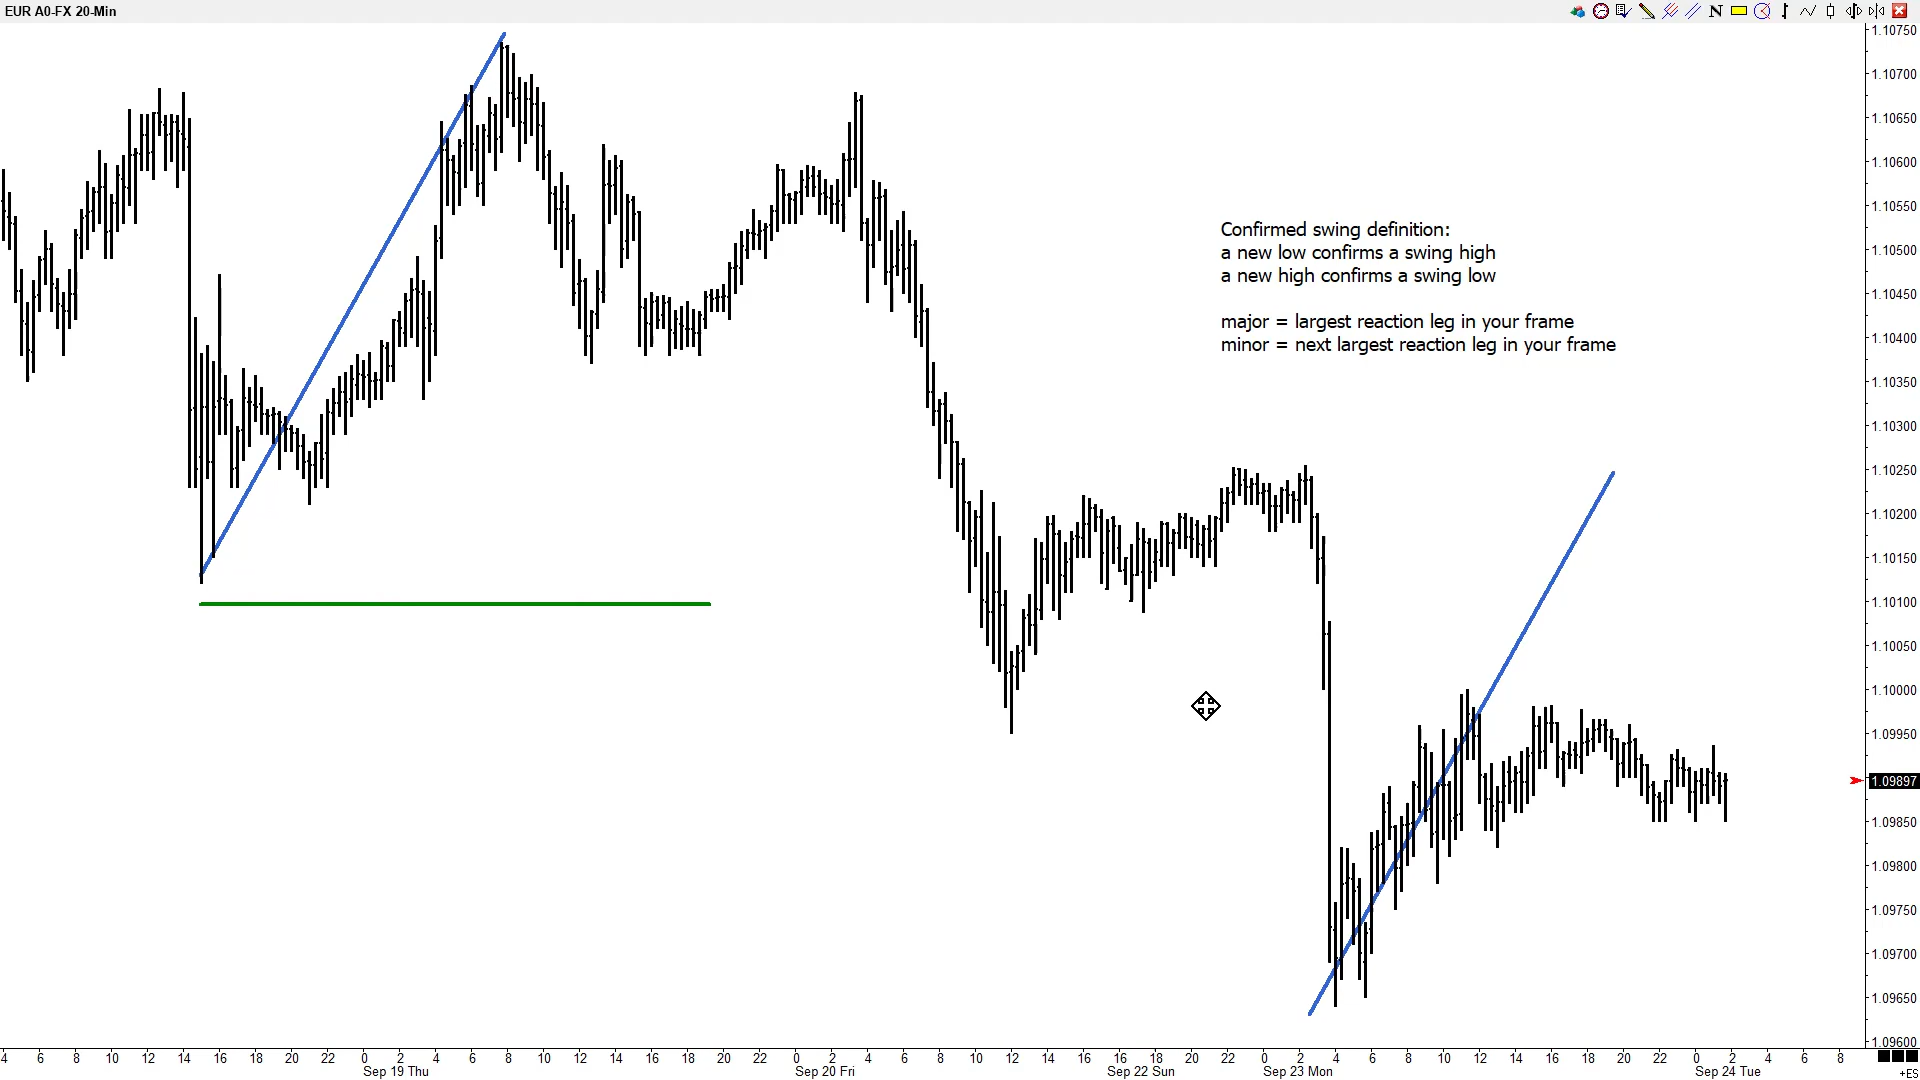 EUR A0-FX 20-Min
N
1.10750
1.10700
1.10650
1.10600
1.10550
1.10500
1.10450
1.10400
1.10350
1.10300
1.10250
1.10200
1.10150
1.10100
1.10050
1.10000
1.09950
1.09897
1.09850
1.09800
1.09750
1.09700
1.09650
1.09600
Confirmed swing definition:
a new low confirms a swing high
a new high confirms a swing low
major = largest reaction leg in your frame
minor = next largest reaction leg in your frame
4 6 8 10 12 14 16 18 20 22 0 2 4 6 8 10 12 14 16 18 20 22 0 2 4 6 8 10 12 14 16 18 20 22 0 2 4 6 8 10 12 14 16 18 20 22 0 2 4 6 8
Sep 19 Thu Sep 20 Fri Sep 22 Sun Sep 23 Mon Sep 24 Tue
+ES